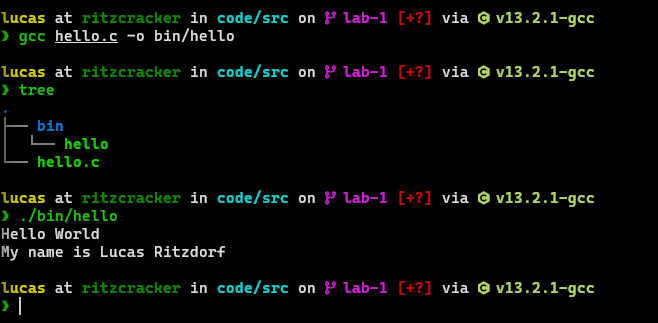 lucas at ritzcracker in code/src on lab-1 [+?] via C v13.2.1-gcc
❯ gcc hello.c -o bin/hello
lucas at ritzcracker in code/src on lab-1 [+?] via C v13.2.1-gcc
❯ tree
.
├── bin
│   └── hello
└── hello.c
lucas at ritzcracker in code/src on lab-1 [+?] via C v13.2.1-gcc
❯ ./bin/hello
Hello World
My name is Lucas Ritzdorf
lucas at ritzcracker in code/src on lab-1 [+?] via C v13.2.1-gcc
❯